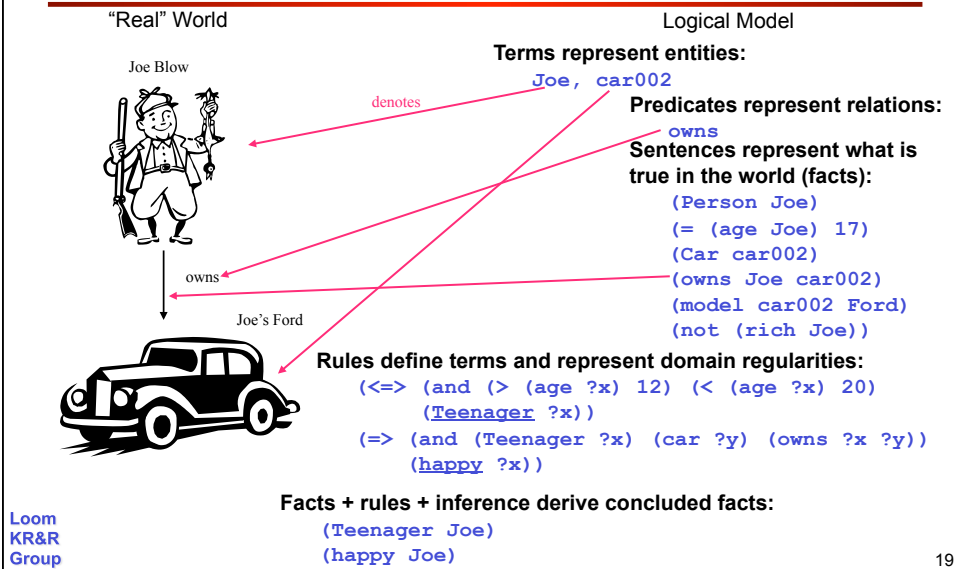 “Real” World
Logical Model
Terms represent entities:
Joe Blow
Joe, car002
denotes
Predicates represent relations:
owns
Sentences represent what is
true in the world (facts):
(Person Joe)
(= (age Joe) 17)
(Car car002)
owns
(owns Joe car002)
(model car002 Ford)
Joe’s Ford
(not (rich Joe))
Rules define terms and represent domain regularities:
(<=> (and (> (age ?x) 12) (< (age ?x) 20)
(Teenager ?x))
(=> (and (Teenager ?x) (car ?y) (owns ?x ?y))
(happy ?x))
Facts + rules + inference derive concluded facts:
(Teenager Joe)
(happy Joe)
Loom
KR&R
Group
19